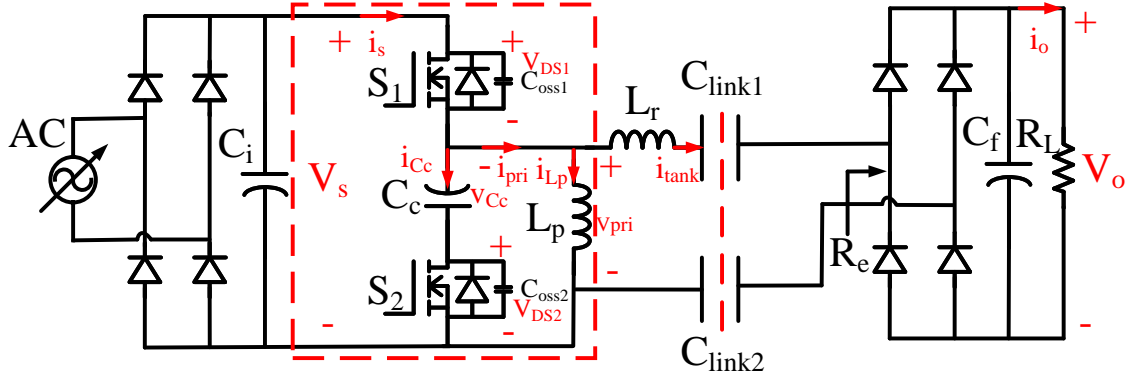 AC
C_i
+
V_s
-
i_s
S_1
+
V_DS1
C_oss1
-
i_Cc
C_c
-
v_Cc
i_pri
i_Lp
L_p
+
v_pri
-
S_2
+
C_oss2
V_DS2
-
L_r
i_tank
C_link1
C_link2
R_e
C_f
R_L
i_o
+
V_o
-